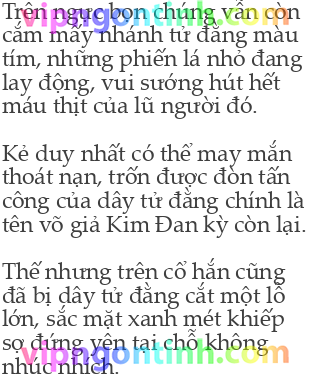 Trên ngực bọn chúng vẫn còn
cắm mấy nhánh tử đằng màu
tím, những phiến lá nhỏ đang
lay động, vui sướng hút hết
máu thịt của lũ người đó.
Kẻ duy nhất có thể may mắn
thoát nạn, trốn được đòn tấn
công của dây tử đằng chính là
tên võ giả Kim Đan kỳ còn lại.
Thế nhưng trên cổ hắn cũng
đã bị dây tử đằng cắt một lỗ
lớn, sắc mặt xanh mét khiếp
sợ đứng yên tại chỗ không
nhúc nhích.
vipngontinh.com
vipngontinh.com